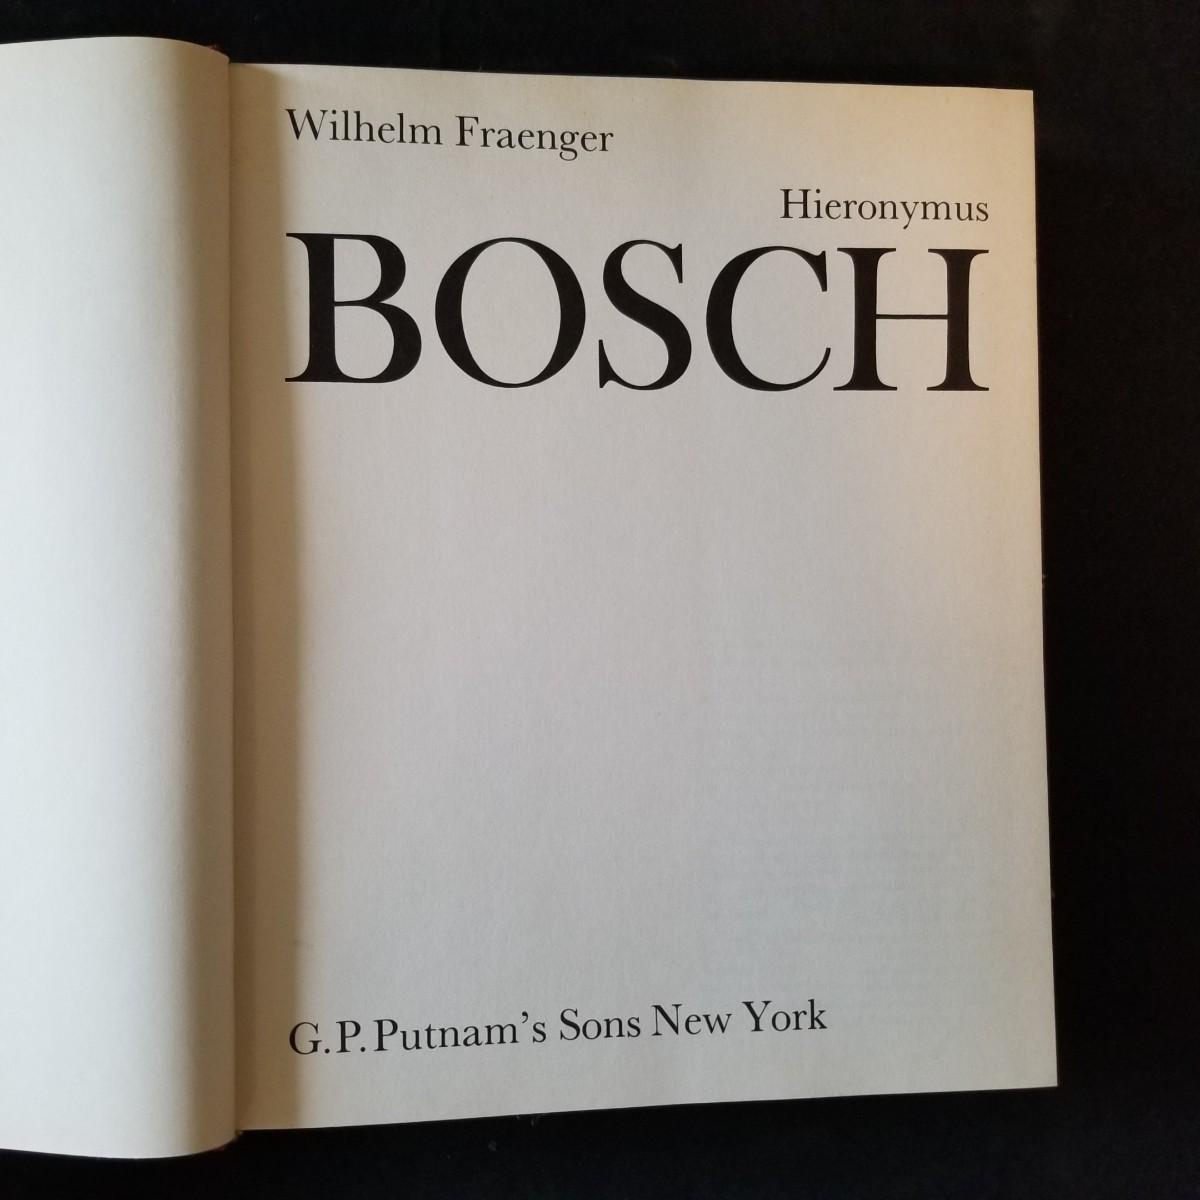 Wilhelm Fraenger
Hieronymus
BOSCH
G.P. Putnam's Sons New York